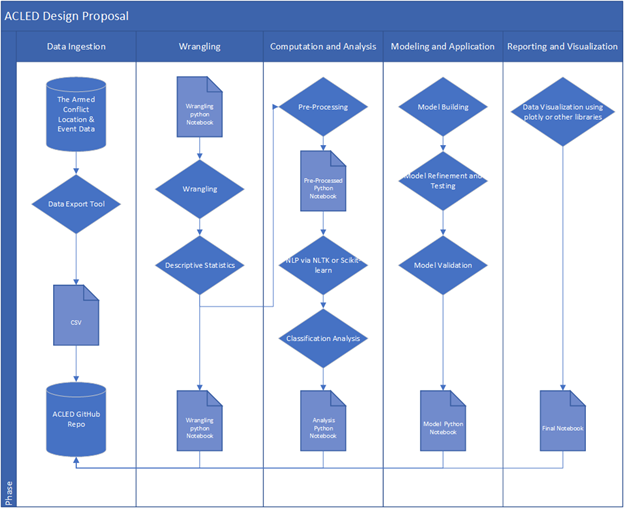 ACLED Design Proposal
Data Ingestion
Wrangling
Computation and Analysis
Modeling and Application
Reporting and Visualization
Phase
The Armed
Conflict
Location &
Event Data
Data Export Tool
CSV
ACLED GitHub
Repo
Wrangling
python
Notebook
Wrangling
Descriptive Statistics
Wrangling
python
Notebook
Pre-Processing
Pre-Processed
Python
Notebook
NLP via NLTK or Scikit
learn
Classification Analysis
Analysis
Python
Notebook
Model Building
Model Refinement and
Testing
Model Validation
Model Python
Notebook
Data Visualization using
plotly or other libraries
Final Notebook